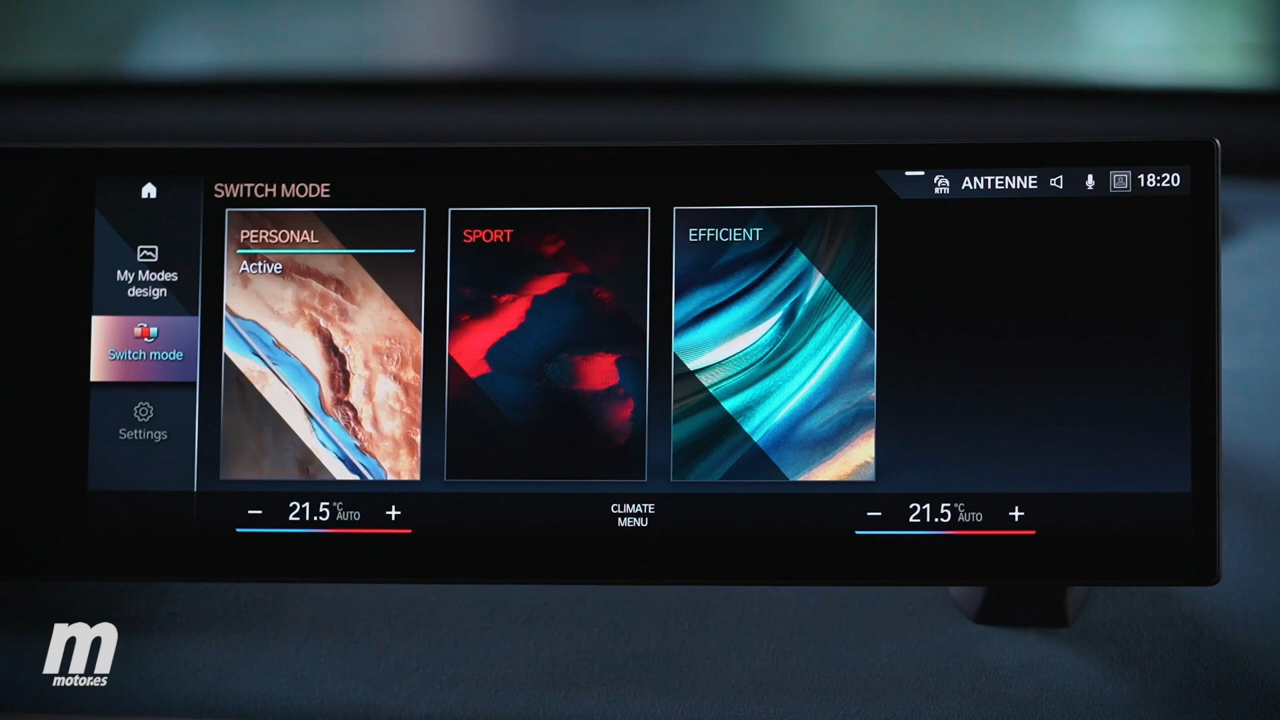 SWITCH MODE
RTTI
ANTENNE
18:20
My Modes
design
Switch mode
Settings
PERSONAL
Active
SPORT
EFFICIENT
− 21.5 °C AUTO +
CLIMATE
MENU
− 21.5 °C AUTO +
m
motor.es